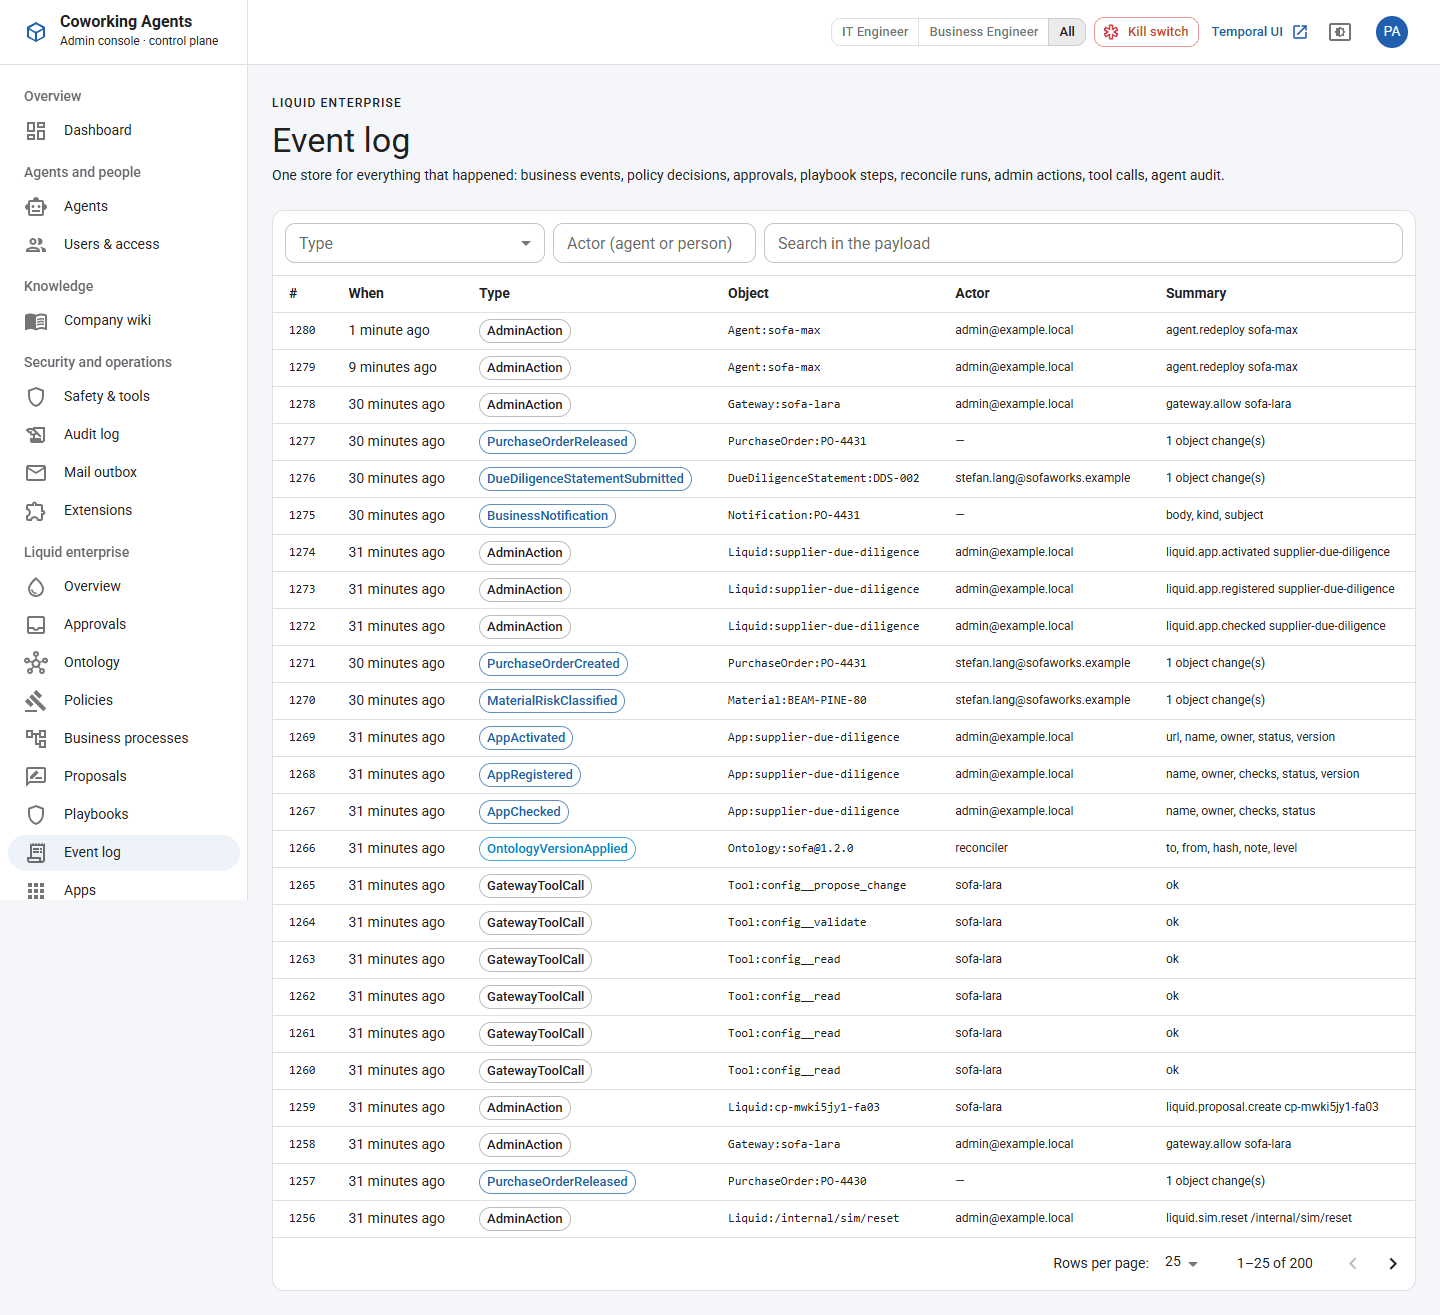 Coworking Agents
Admin console · control plane
IT Engineer
Business Engineer
All
Kill switch
Temporal UI
PA
Overview
Dashboard
Agents and people
Agents
Users & access
Knowledge
Company wiki
Security and operations
Safety & tools
Audit log
Mail outbox
Extensions
Liquid enterprise
Overview
Approvals
Ontology
Policies
Business processes
Proposals
Playbooks
Event log
Apps
LIQUID ENTERPRISE
Event log
One store for everything that happened: business events, policy decisions, approvals, playbook steps, reconcile runs, admin actions, tool calls, agent audit.
Type
Actor (agent or person)
Search in the payload
# When Type Object Actor Summary
1280 1 minute ago AdminAction Agent:sofa-max admin@example.local agent.redeploy sofa-max
1279 9 minutes ago AdminAction Agent:sofa-max admin@example.local agent.redeploy sofa-max
1278 30 minutes ago AdminAction Gateway:sofa-lara admin@example.local gateway.allow sofa-lara
1277 30 minutes ago PurchaseOrderReleased PurchaseOrder:PO-4431 — 1 object change(s)
1276 30 minutes ago DueDiligenceStatementSubmitted DueDiligenceStatement:DDS-002 stefan.lang@sofaworks.example 1 object change(s)
1275 30 minutes ago BusinessNotification Notification:PO-4431 — body, kind, subject
1274 31 minutes ago AdminAction Liquid:supplier-due-diligence admin@example.local liquid.app.activated supplier-due-diligence
1273 31 minutes ago AdminAction Liquid:supplier-due-diligence admin@example.local liquid.app.registered supplier-due-diligence
1272 31 minutes ago AdminAction Liquid:supplier-due-diligence admin@example.local liquid.app.checked supplier-due-diligence
1271 30 minutes ago PurchaseOrderCreated PurchaseOrder:PO-4431 stefan.lang@sofaworks.example 1 object change(s)
1270 30 minutes ago MaterialRiskClassified Material:BEAM-PINE-80 stefan.lang@sofaworks.example 1 object change(s)
1269 31 minutes ago AppActivated App:supplier-due-diligence admin@example.local url, name, owner, status, version
1268 31 minutes ago AppRegistered App:supplier-due-diligence admin@example.local name, owner, checks, status, version
1267 31 minutes ago AppChecked App:supplier-due-diligence admin@example.local name, owner, checks, status
1266 31 minutes ago OntologyVersionApplied Ontology:sofa@1.2.0 reconciler to, from, hash, note, level
1265 31 minutes ago GatewayToolCall Tool:config__propose_change sofa-lara ok
1264 31 minutes ago GatewayToolCall Tool:config__validate sofa-lara ok
1263 31 minutes ago GatewayToolCall Tool:config__read sofa-lara ok
1262 31 minutes ago GatewayToolCall Tool:config__read sofa-lara ok
1261 31 minutes ago GatewayToolCall Tool:config__read sofa-lara ok
1260 31 minutes ago GatewayToolCall Tool:config__read sofa-lara ok
1259 31 minutes ago AdminAction Liquid:cp-mwki5jy1-fa03 sofa-lara liquid.proposal.create cp-mwki5jy1-fa03
1258 31 minutes ago AdminAction Gateway:sofa-lara admin@example.local gateway.allow sofa-lara
1257 31 minutes ago PurchaseOrderReleased PurchaseOrder:PO-4430 — 1 object change(s)
1256 31 minutes ago AdminAction Liquid:/internal/sim/reset admin@example.local liquid.sim.reset /internal/sim/reset
Rows per page: 25 1–25 of 200